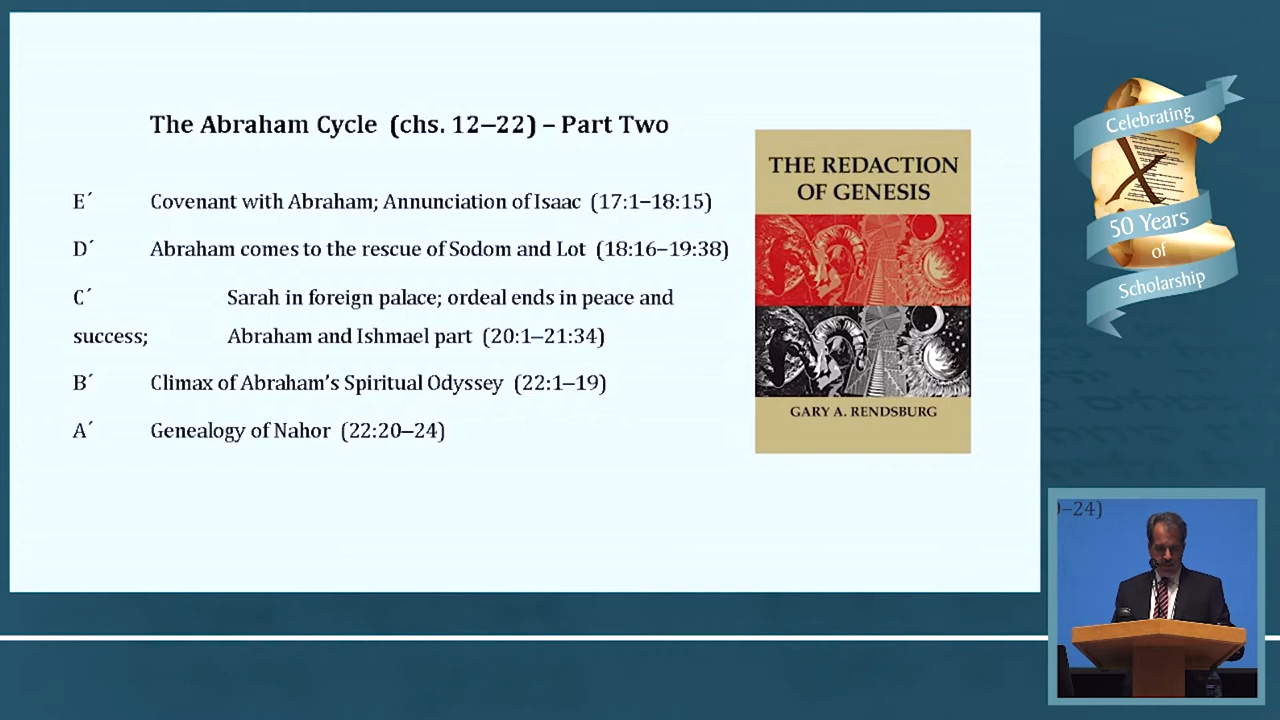 The Abraham Cycle (chs. 12–22) – Part Two
E´ Covenant with Abraham; Annunciation of Isaac (17:1–18:15)
D´ Abraham comes to the rescue of Sodom and Lot (18:16–19:38)
C´ Sarah in foreign palace; ordeal ends in peace and
success; Abraham and Ishmael part (20:1–21:34)
B´ Climax of Abraham’s Spiritual Odyssey (22:1–19)
A´ Genealogy of Nahor (22:20–24)
THE REDACTION
OF GENESIS
GARY A. RENDSBURG
Celebrating
50 Years
of
Scholarship
–24)